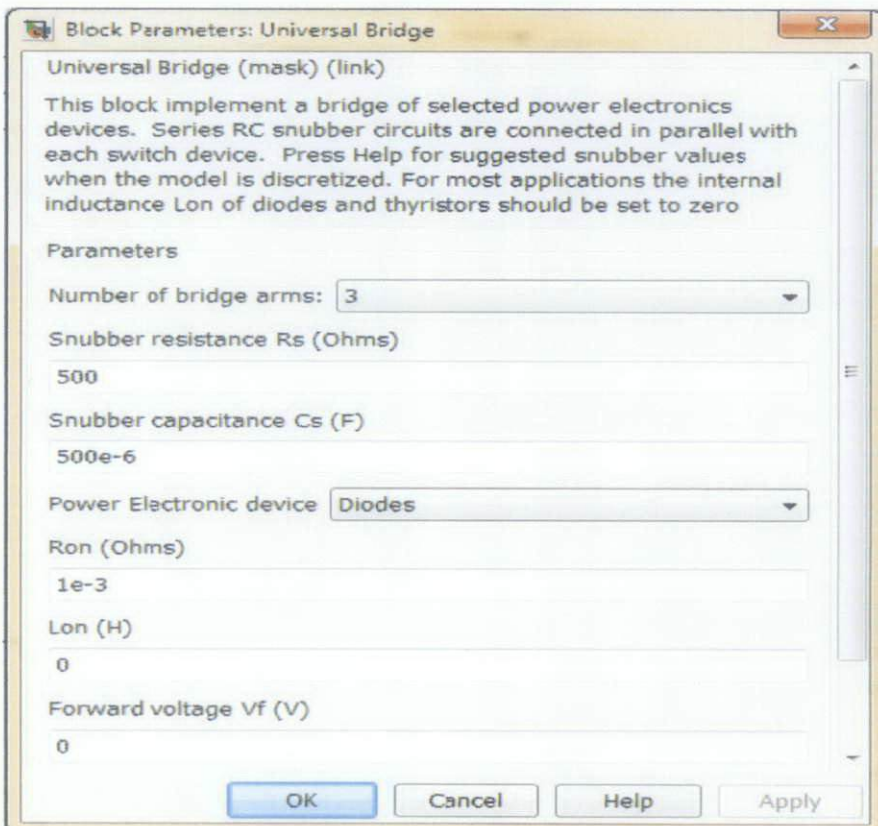 Block Parameters: Universal Bridge
Universal Bridge (mask) (link)
This block implement a bridge of selected power electronics
devices. Series RC snubber circuits are connected in parallel with
each switch device. Press Help for suggested snubber values
when the model is discretized. For most applications the internal
inductance Lon of diodes and thyristors should be set to zero
Parameters
Number of bridge arms: 3
Snubber resistance Rs (Ohms)
500
Snubber capacitance Cs (F)
500e-6
Power Electronic device Diodes
Ron (Ohms)
1e-3
Lon (H)
0
Forward voltage Vf (V)
0
OK Cancel Help Apply